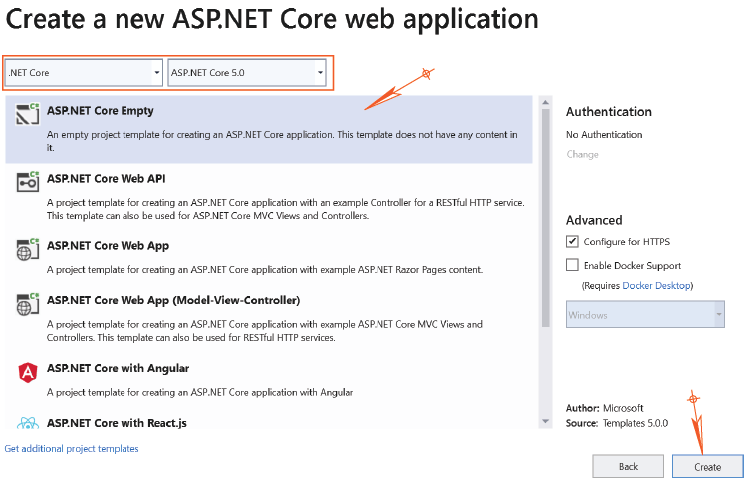 Create a new ASP.NET Core web application
.NET Core
ASP.NET Core 5.0
ASP.NET Core Empty
An empty project template for creating an ASP.NET Core application. This template does not have any content in
it.
ASP.NET Core Web API
A project template for creating an ASP.NET Core application with an example Controller for a RESTful HTTP service.
This template can also be used for ASP.NET Core MVC Views and Controllers.
ASP.NET Core Web App
A project template for creating an ASP.NET Core application with example ASP.NET Razor Pages content.
ASP.NET Core Web App (Model-View-Controller)
A project template for creating an ASP.NET Core application with example ASP.NET Core MVC Views and
Controllers. This template can also be used for RESTful HTTP services.
ASP.NET Core with Angular
A project template for creating an ASP.NET Core application with Angular
ASP.NET Core with React.js
Get additional project templates
Authentication
No Authentication
Change
Advanced
Configure for HTTPS
Enable Docker Support
(Requires Docker Desktop)
Windows
Author: Microsoft
Source: Templates 5.0.0
Back
Create